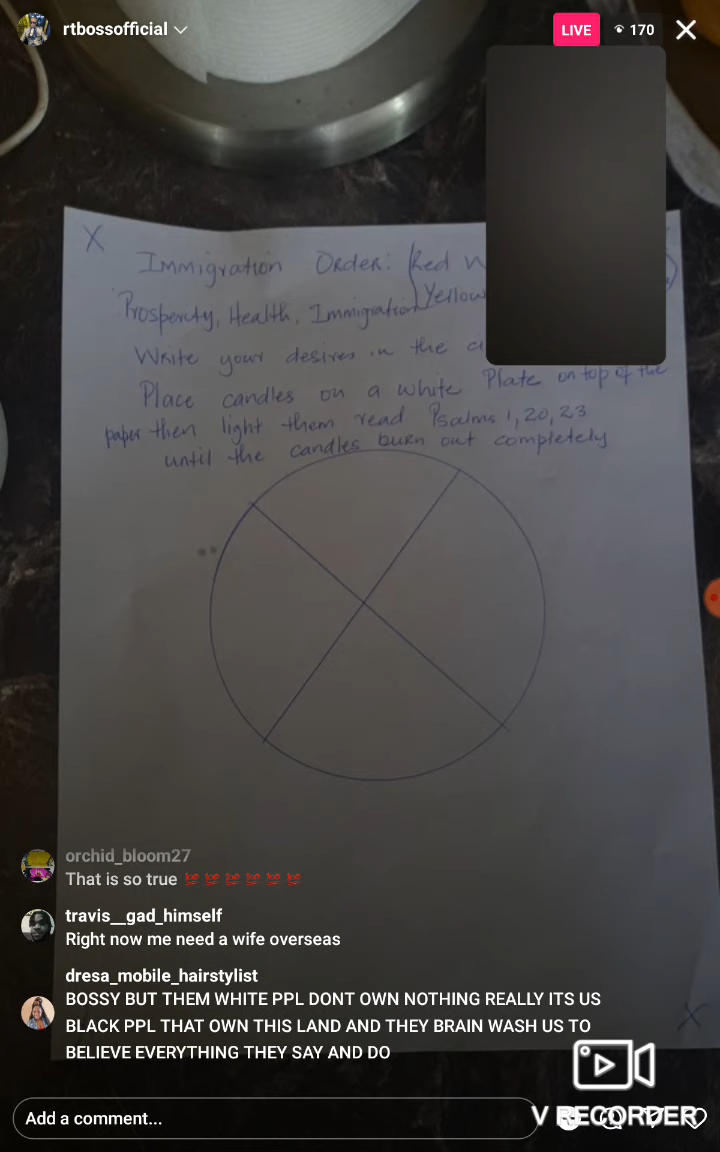 rtbossofficial
LIVE
170
X
Immigration Order: (Red
Prosperity, Health, Immigration Yellow
Write your desires in the
Place candles on a white Plate on top of the
paper then light them read Psalms 1, 20, 23
until the candles burn out completely
orchid_bloom27
That is so true 💯💯💯💯💯💯
travis__gad_himself
Right now me need a wife overseas
dresa_mobile_hairstylist
BOSSY BUT THEM WHITE PPL DONT OWN NOTHING REALLY ITS US
BLACK PPL THAT OWN THIS LAND AND THEY BRAIN WASH US TO
BELIEVE EVERYTHING THEY SAY AND DO
X
Add a comment...
V RECORDER